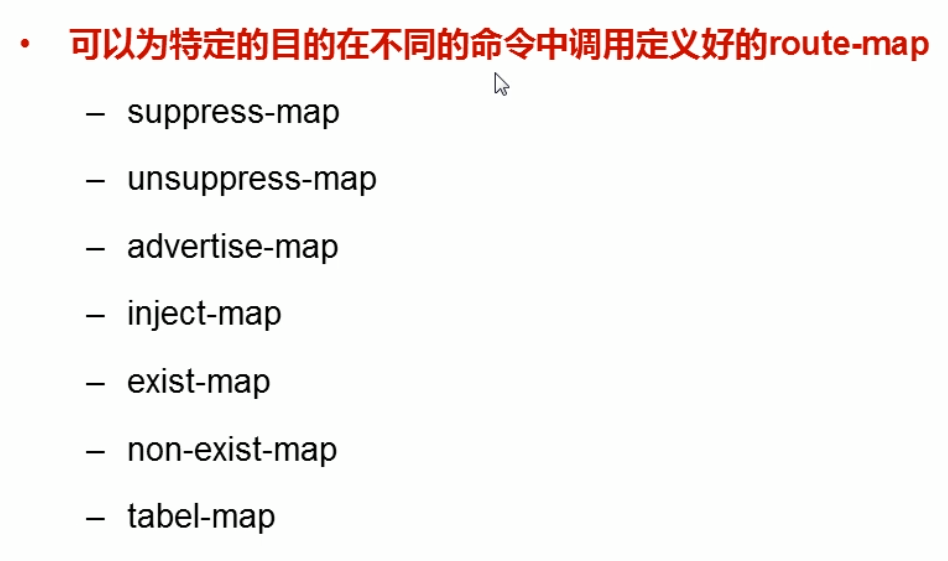 • 可以为特定的目的在不同的命令中调用定义好的route-map
– suppress-map
– unsuppress-map
– advertise-map
– inject-map
– exist-map
– non-exist-map
– tabel-map